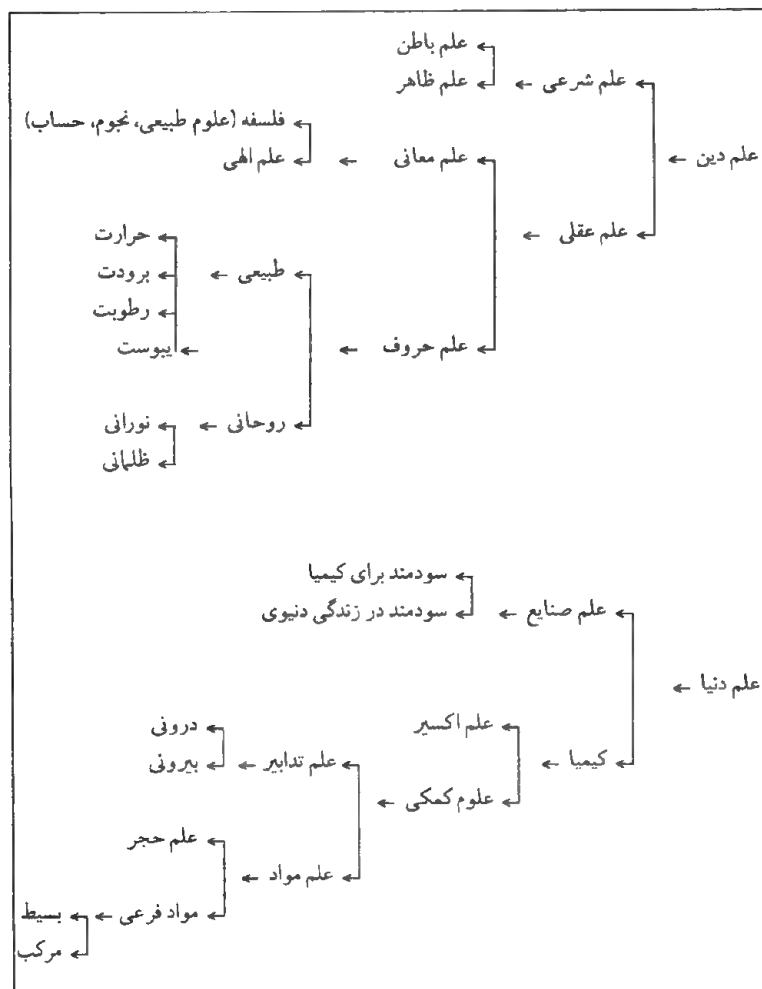 علم باطن
علم شرعی علم ظاهر
فلسفه (علوم طبیعی، نجوم، حساب)
علم دین علم معانی علم الهی
علم عقلی
حرارت
طبیعی برودت
رطوبت
علم حروف یبوست
روحانی نورانی
ظلمانی
سودمند برای کیمیا
علم صنایع سودمند در زندگی دنیوی
علم دنیا
علم اکسیر درونی
کیمیا علم تدابیر بیرونی
علوم کمکی
علم حجر
علم مواد
مواد فرعی بسیط
مرکب